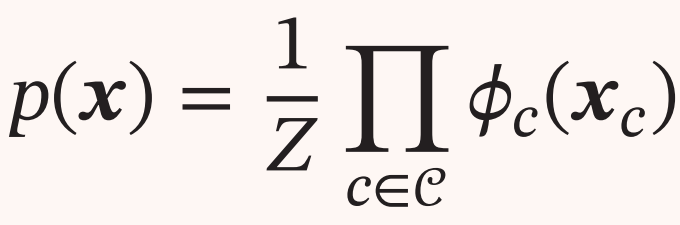 p(x) = 1/Z ∏_{c∈𝒞} ϕ_c(x_c)